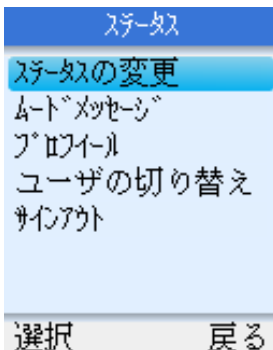 ｽﾃｰﾀｽ
ｽﾃｰﾀｽの変更
ﾑｰﾄﾞﾒｯｾｰｼﾞ
ﾌﾟﾛﾌｨｰﾙ
ユーザの切り替え
ｻｲﾝｱｳﾄ
選択 戻る